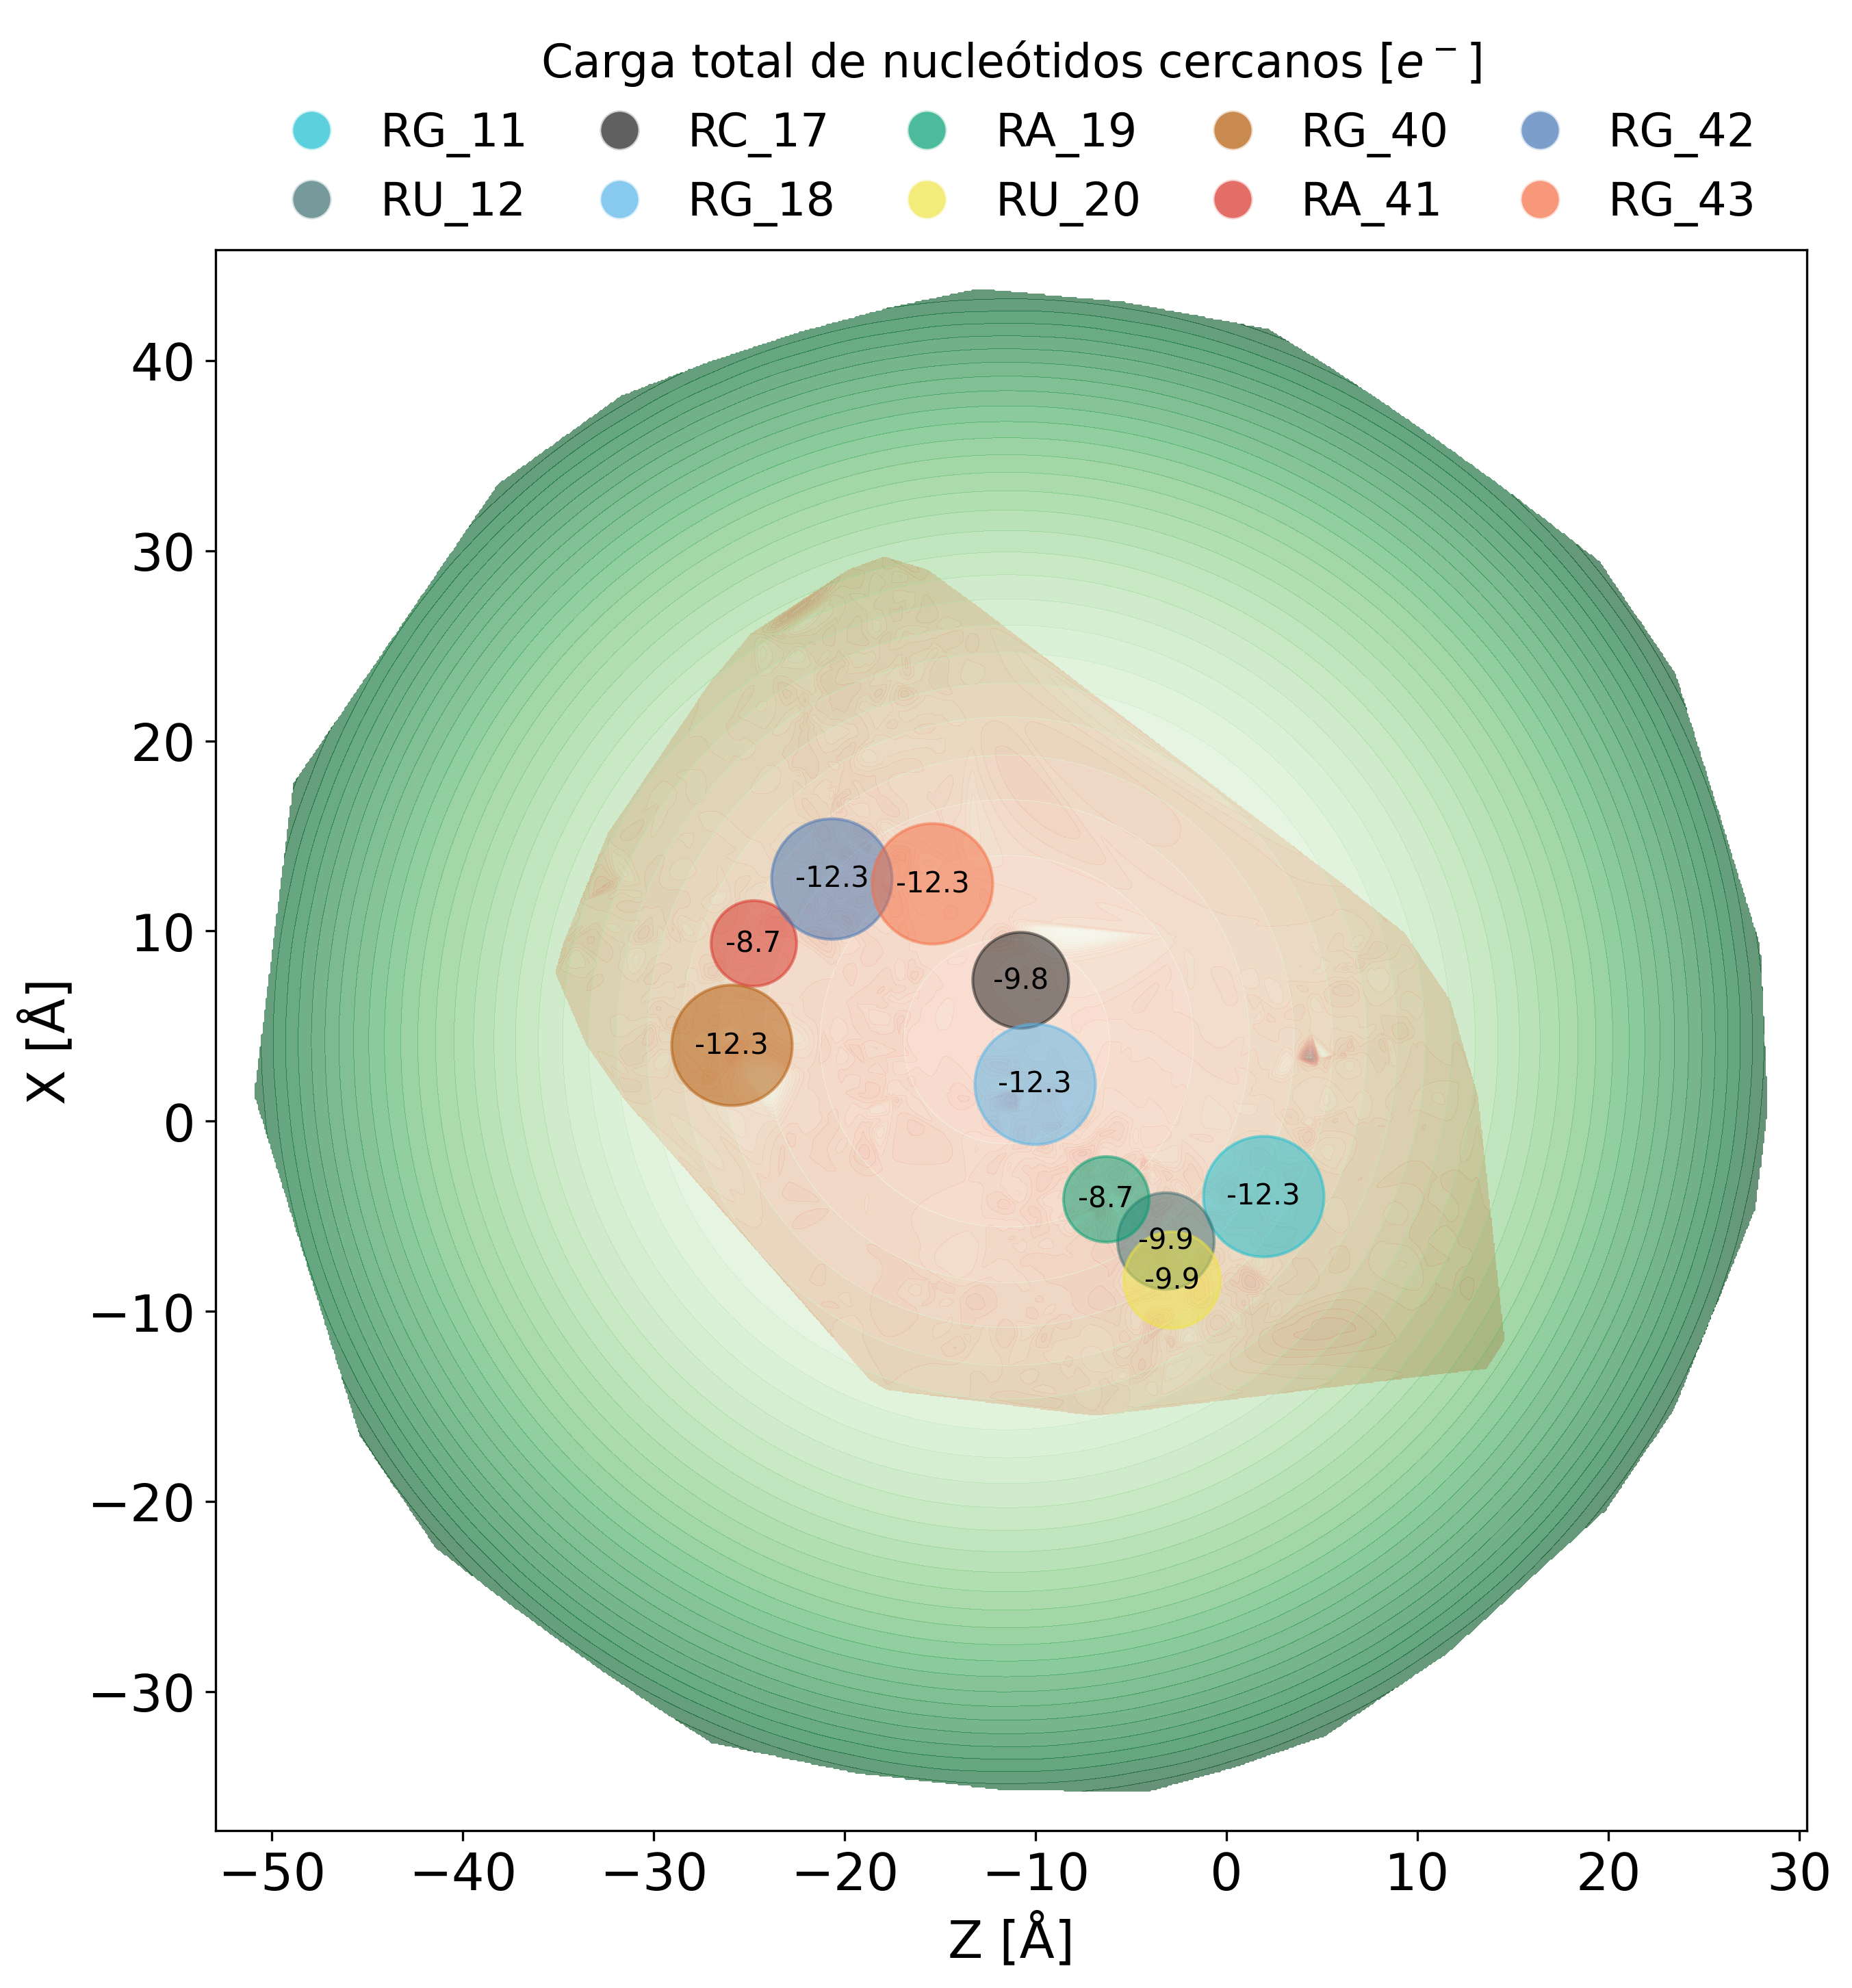 Carga total de nucleótidos cercanos [e⁻]
RG_11 RC_17 RA_19 RG_40 RG_42
RU_12 RG_18 RU_20 RA_41 RG_43
40
30
20
-12.3 -12.3
10
-8.7
-9.8
-12.3
-12.3
0
-8.7 -12.3
-9.9
-9.9
−10
−20
−30
X [Å]
−50 −40 −30 −20 −10 0 10 20 30
Z [Å]